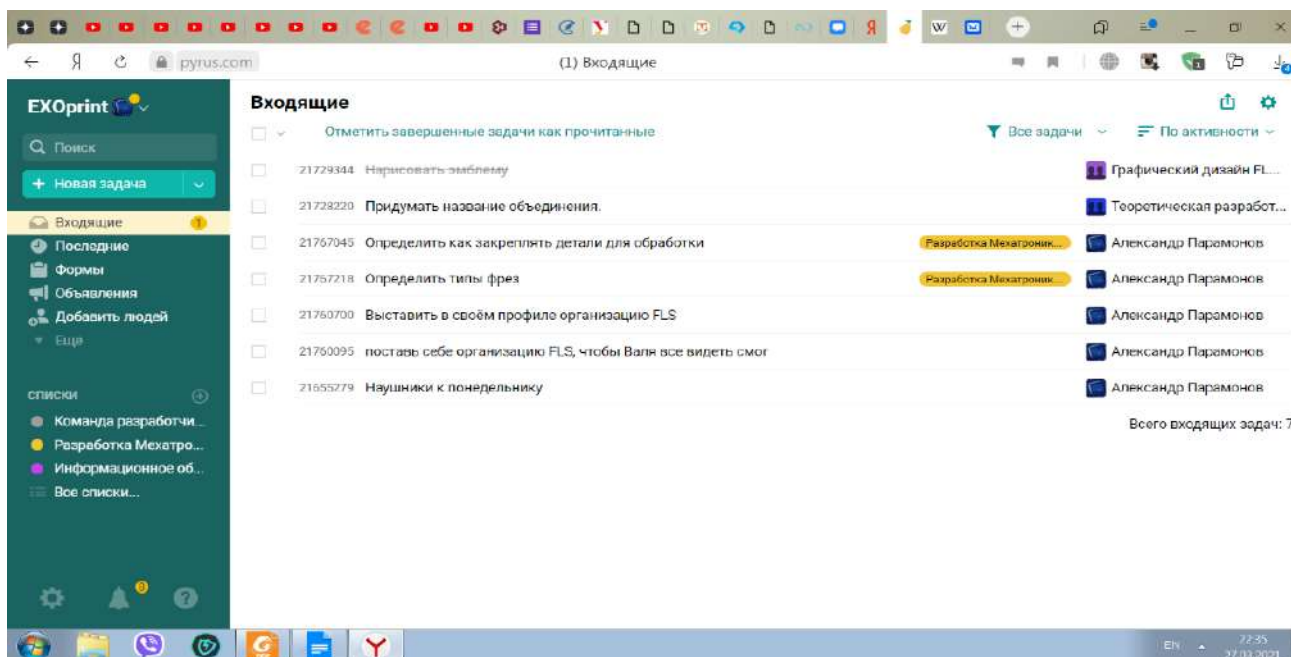 pyrus.com
(1) Входящие
EXOprint
Входящие
Отметить завершенные задачи как прочитанные
Все задачи
По активности
Поиск
+ Новая задача
Входящие 1
Последние
Формы
Объявления
Добавить людей
Еще
21729344 Нарисовать эмблему
Графический дизайн FL...
21728220 Придумать название объединения.
Теоретическая разработ...
21767045 Определить как закреплять детали для обработки
Разработка Мехатроник...
Александр Парамонов
21757218 Определить типы фрез
Разработка Мехатроник...
Александр Парамонов
21760700 Выставить в своём профиле организацию FLS
Александр Парамонов
21760095 поставь себе организацию FLS, чтобы Валя все видеть смог
Александр Парамонов
21655279 Наушники к понедельнику
Александр Парамонов
Всего входящих задач: 7
списки
Команда разработчи...
Разработка Мехатро...
Информационное об...
Все списки...
EN
22:35
27.03.2021